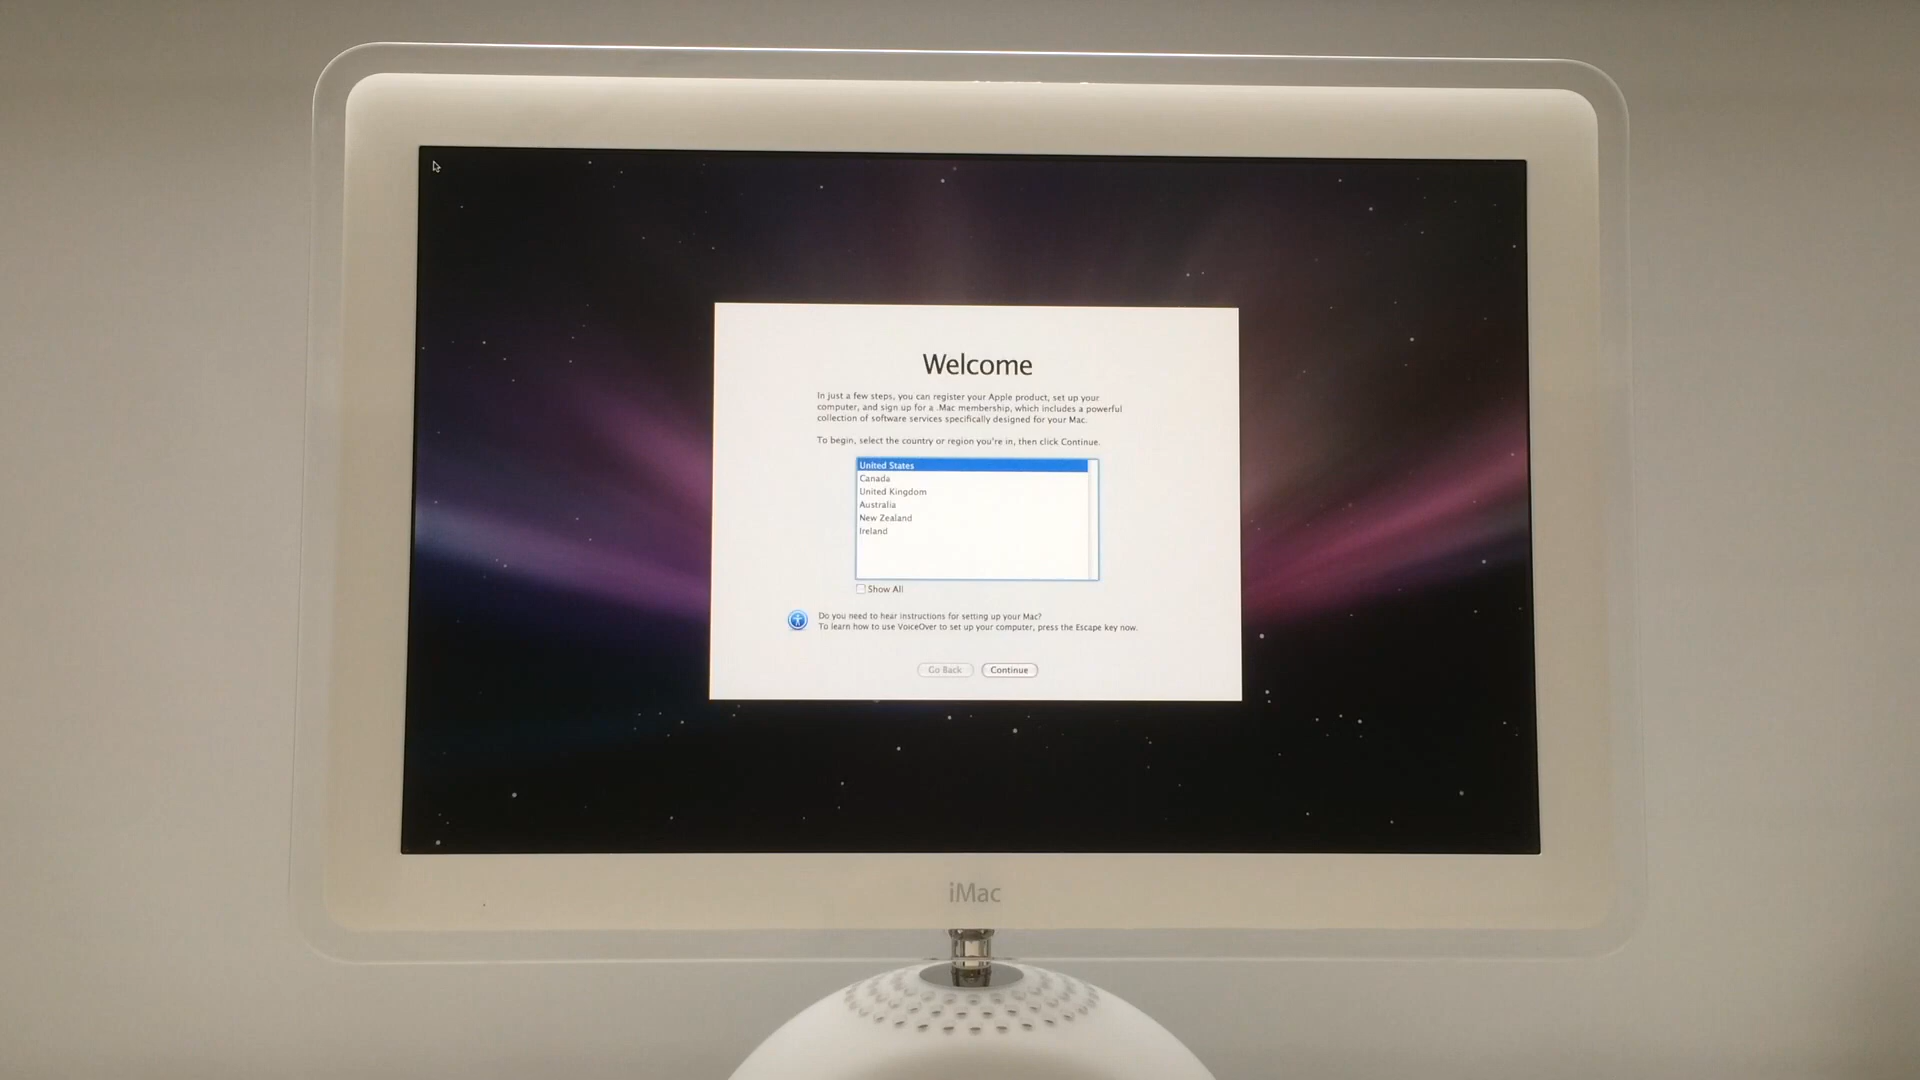 Welcome
In just a few steps, you can register your Apple product, set up your
computer, and sign up for a .Mac membership, which includes a powerful
collection of software services specifically designed for your Mac.
To begin, select the country or region you're in, then click Continue.
United States
Canada
United Kingdom
Australia
New Zealand
Ireland
Show All
Do you need to hear instructions for setting up your Mac?
To learn how to use VoiceOver to set up your computer, press the Escape key now.
Go Back Continue
iMac